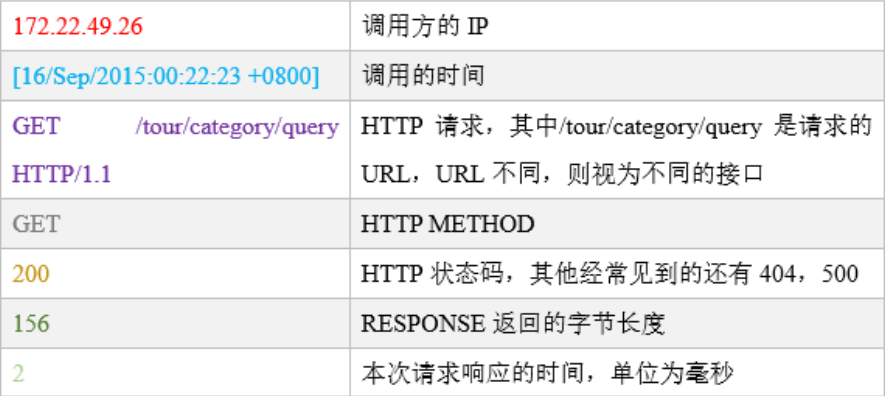 172.22.49.26 调用方的 IP
[16/Sep/2015:00:22:23 +0800] 调用的时间
GET /tour/category/query HTTP 请求，其中/tour/category/query 是请求的
HTTP/1.1 URL，URL 不同，则视为不同的接口
GET HTTP METHOD
200 HTTP 状态码，其他经常见到的还有 404，500
156 RESPONSE 返回的字节长度
2 本次请求响应的时间，单位为毫秒